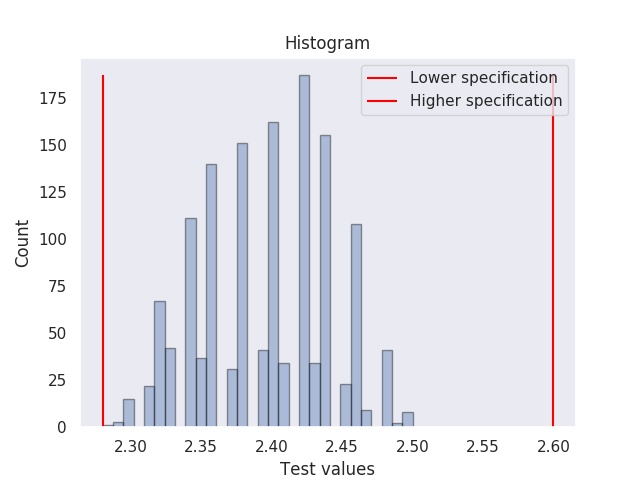 Histogram
Lower specification
Higher specification
175
150
125
100
75
50
25
0
Count
2.30 2.35 2.40 2.45 2.50 2.55 2.60
Test values